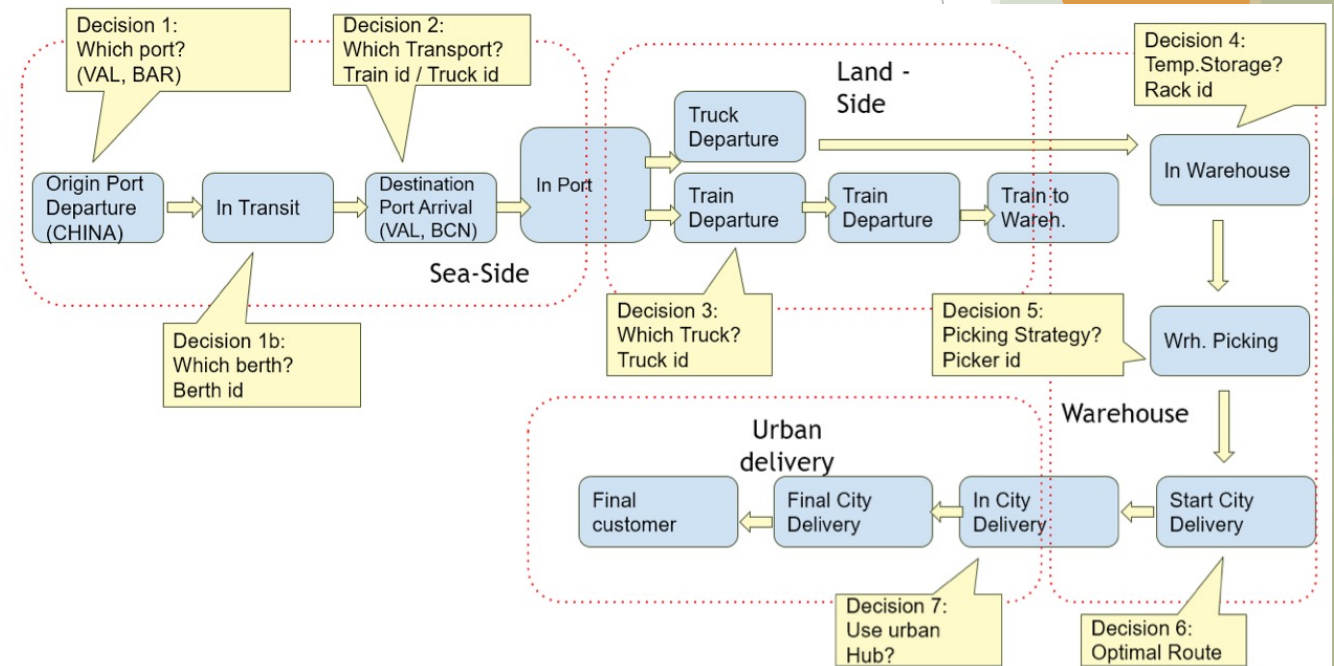 Decision 1:
Which port?
(VAL, BAR)
Decision 2:
Which Transport?
Train id / Truck id
Decision 4:
Temp.Storage?
Rack id
Land -
Side
Truck
Departure
Origin Port
Departure
(CHINA)
In Transit
Destination
Port Arrival
(VAL, BCN)
In Port
Train
Departure
Train
Departure
Train to
Wareh.
In Warehouse
Sea-Side
Decision 1b:
Which berth?
Berth id
Decision 3:
Which Truck?
Truck id
Decision 5:
Picking Strategy?
Picker id
Wrh. Picking
Warehouse
Urban
delivery
Final
customer
Final City
Delivery
In City
Delivery
Start City
Delivery
Decision 7:
Use urban
Hub?
Decision 6:
Optimal Route